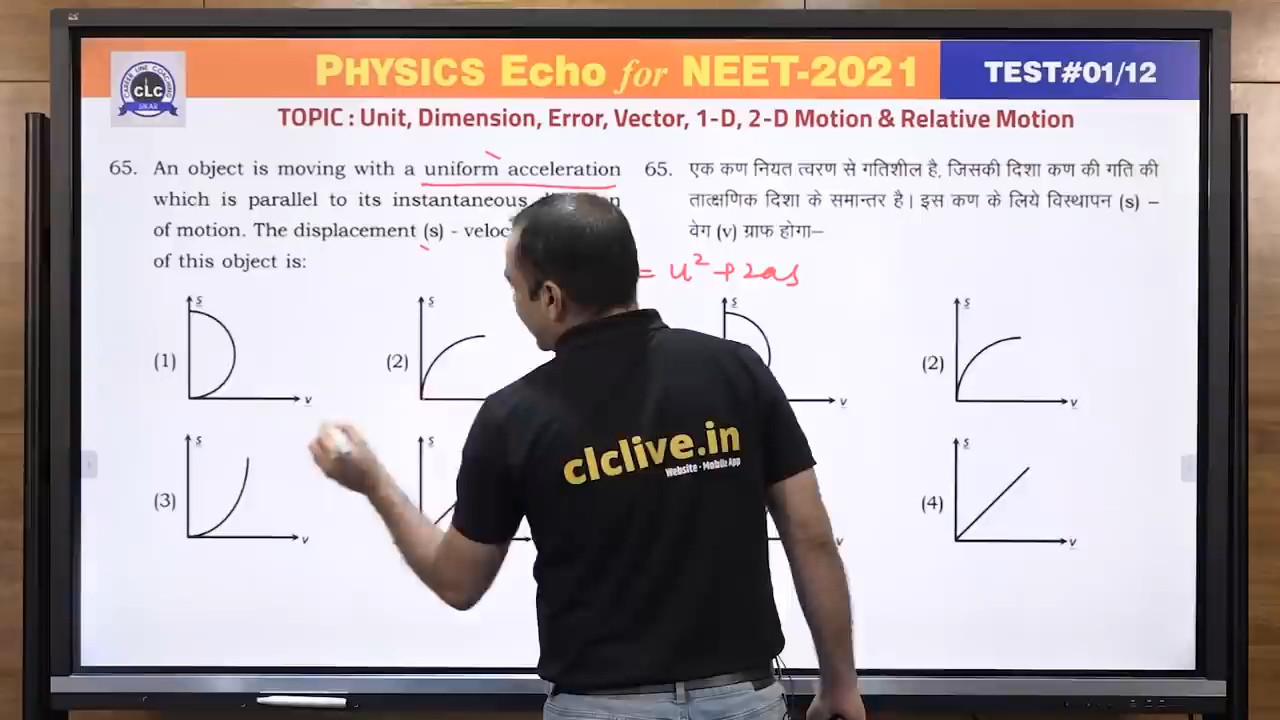 PHYSICS Echo for NEET-2021
TEST#01/12
CAREER LINE COACHING
CLC
SIKAR
TOPIC : Unit, Dimension, Error, Vector, 1-D, 2-D Motion & Relative Motion
65. An object is moving with a uniform acceleration
which is parallel to its instantaneous
of motion. The displacement (s) -
of this object is:
65. एक कण नियत त्वरण से गतिशील है, जिसकी दिशा कण की गति की
तात्क्षणिक दिशा के समान्तर है। इस कण के लिये विस्थापन (s) –
वेग (v) ग्राफ होगा–
= u² + 2as
(1) s v
(2) s
(3) s v
s
s v
(2) s v
v
(4) s v
clclive.in
Website - Mobile App